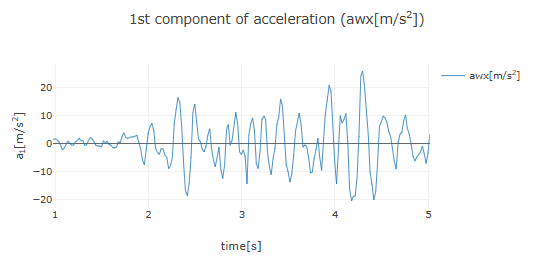 1st component of acceleration (awx[m/s²])
awx[m/s²]
a₁[m/s²]
20
10
0
−10
−20
1 2 3 4 5
time[s]